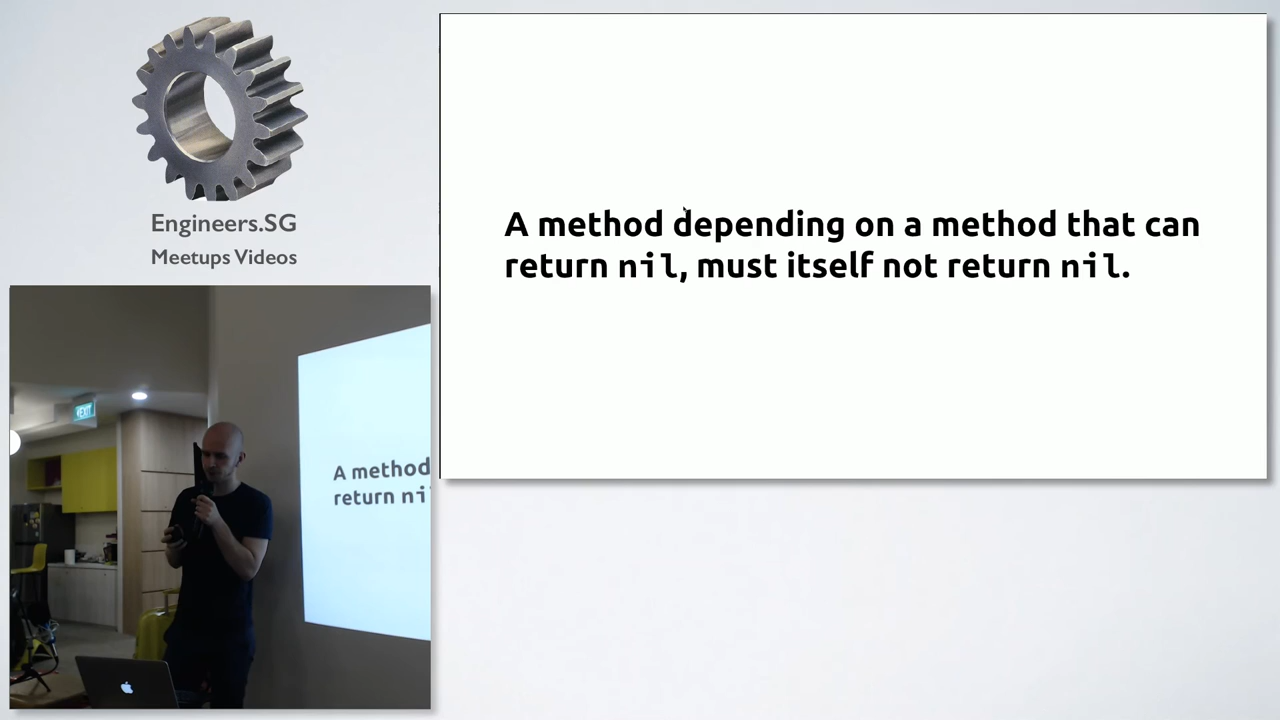 Engineers.SG
Meetups Videos
A method depending on a method that can
return nil, must itself not return nil.
EXIT
A method
return ni